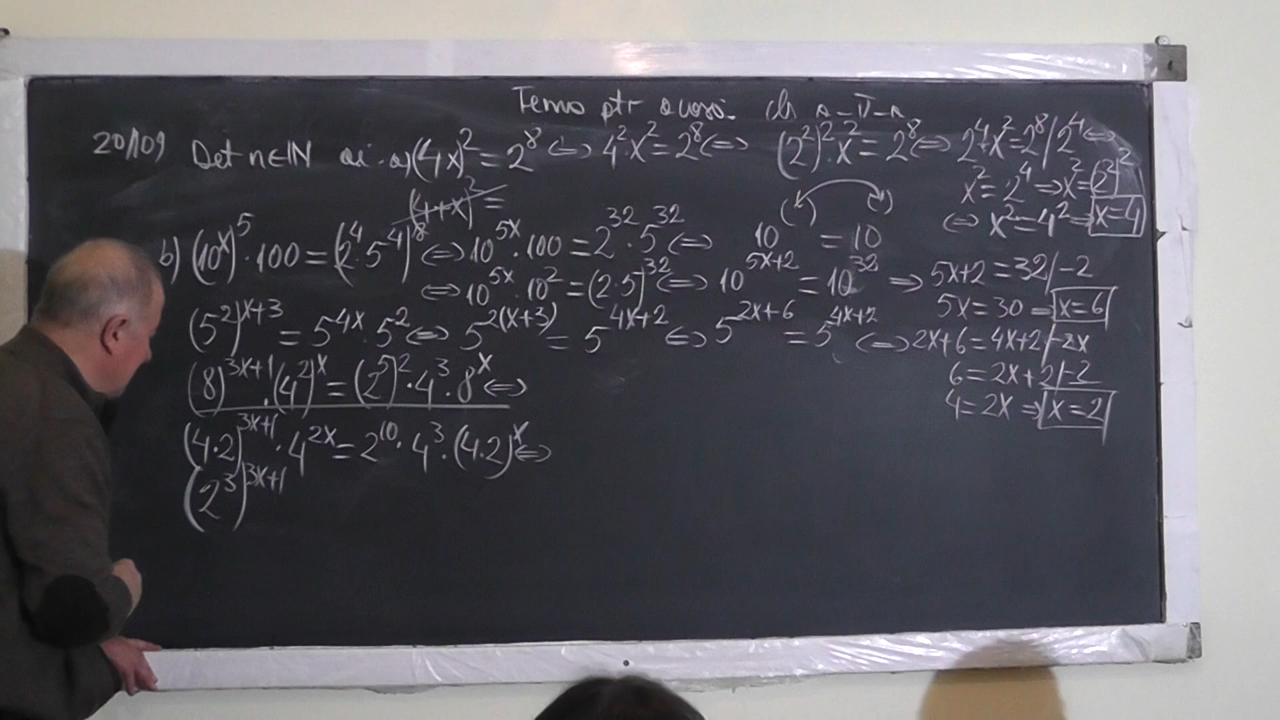 Temo ptr acasă. cls a-V-a
20/109 Det n∈ℕ ai. a) (4x)² = 2⁸ ⇔ 4²·x² = 2⁸ ⇔ (2²)²·x² = 2⁸ ⇔ 2⁴·x² = 2⁸ / 2⁴ ⇔
x² = 2⁴ ⇒ x² = (2²)²
(4+x)² =
⇔ x² = 4² ⇒ x=4
b) (10ˣ)⁵·100 = (2⁴·5⁴)⁸ ⇔ 10⁵ˣ·100 = 2³²·5³² ⇔ 10⁽ ⁾ = 10⁽ ⁾
⇔ 10⁵ˣ·10² = (2·5)³² ⇔ 10⁵ˣ⁺² = 10³² ⇒ 5x+2 = 32 /-2
5x = 30 ⇒ x=6
(5²)ˣ⁺³ = 5⁴ˣ·5² ⇔ 5²⁽ˣ⁺³⁾ = 5⁴ˣ⁺² ⇔ 5²ˣ⁺⁶ = 5⁴ˣ⁺² ⇔ 2x+6 = 4x+2 /-2x
6 = 2x+2 /-2
4 = 2x ⇒ x=2
(8)³ˣ⁺¹·(4²)ˣ = (2⁵)²·4³·8ˣ ⇔
(4·2)³ˣ⁺¹·4²ˣ = 2¹⁰·4³·(4·2)ˣ ⇔
(2³)³ˣ⁺¹